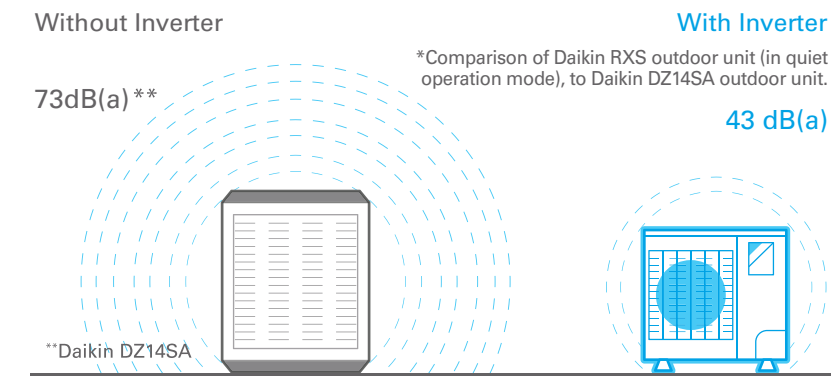 Without Inverter
With Inverter
*Comparison of Daikin RXS outdoor unit (in quiet
operation mode), to Daikin DZ14SA outdoor unit.
73dB(a)**
43 dB(a)
**Daikin DZ14SA